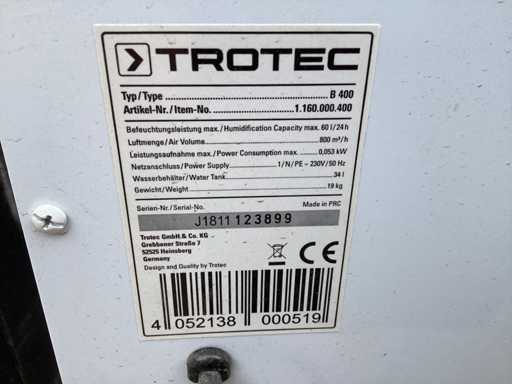 TROTEC
Typ/Type B 400
Artikel-Nr./Item-No. 1.160.000.400
Befeuchtungsleistung max./Humidification Capacity max. 60 l/24 h
Luftmenge/Air Volume 800 m³/h
Leistungsaufnahme max./Power Consumption max. 0,053 kW
Netzanschluss/Power Supply 1/N/PE ~ 230V/50 Hz
Wasserbehälter/Water Tank 34 l
Gewicht/Weight 19 kg
Serien-Nr./Serial-No. Made in PRC
J1811123899
Trotec GmbH & Co. KG
Grebbener Straße 7
52525 Heinsberg
Germany
Design and Quality by Trotec
CE
4 052138 000519